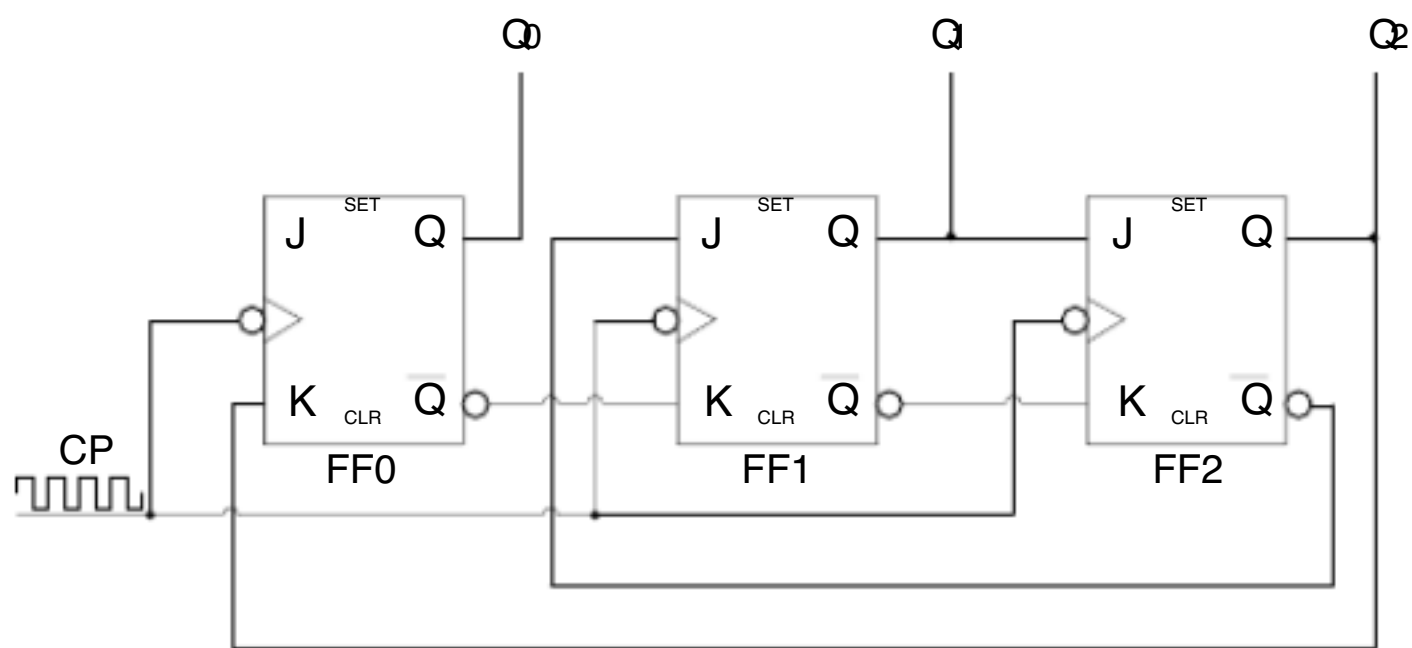 Q0 Q1 Q2
SET SET SET
J Q J Q J Q
K CLR Q K CLR Q K CLR Q
CP FF0 FF1 FF2